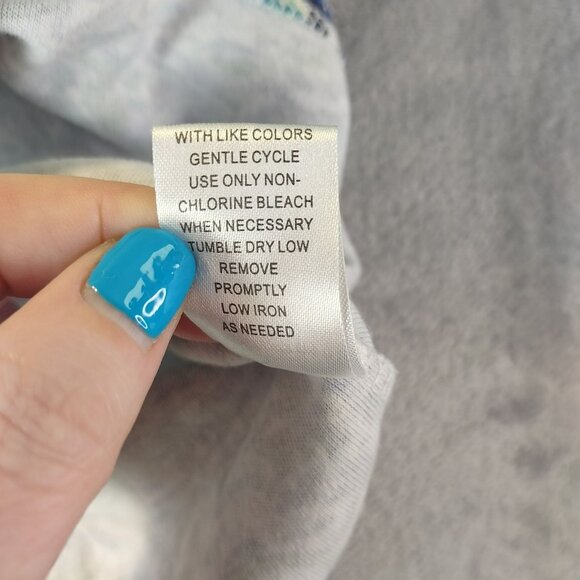 WITH LIKE COLORS
GENTLE CYCLE
USE ONLY NON-
CHLORINE BLEACH
WHEN NECESSARY
TUMBLE DRY LOW
REMOVE
PROMPTLY
LOW IRON
AS NEEDED